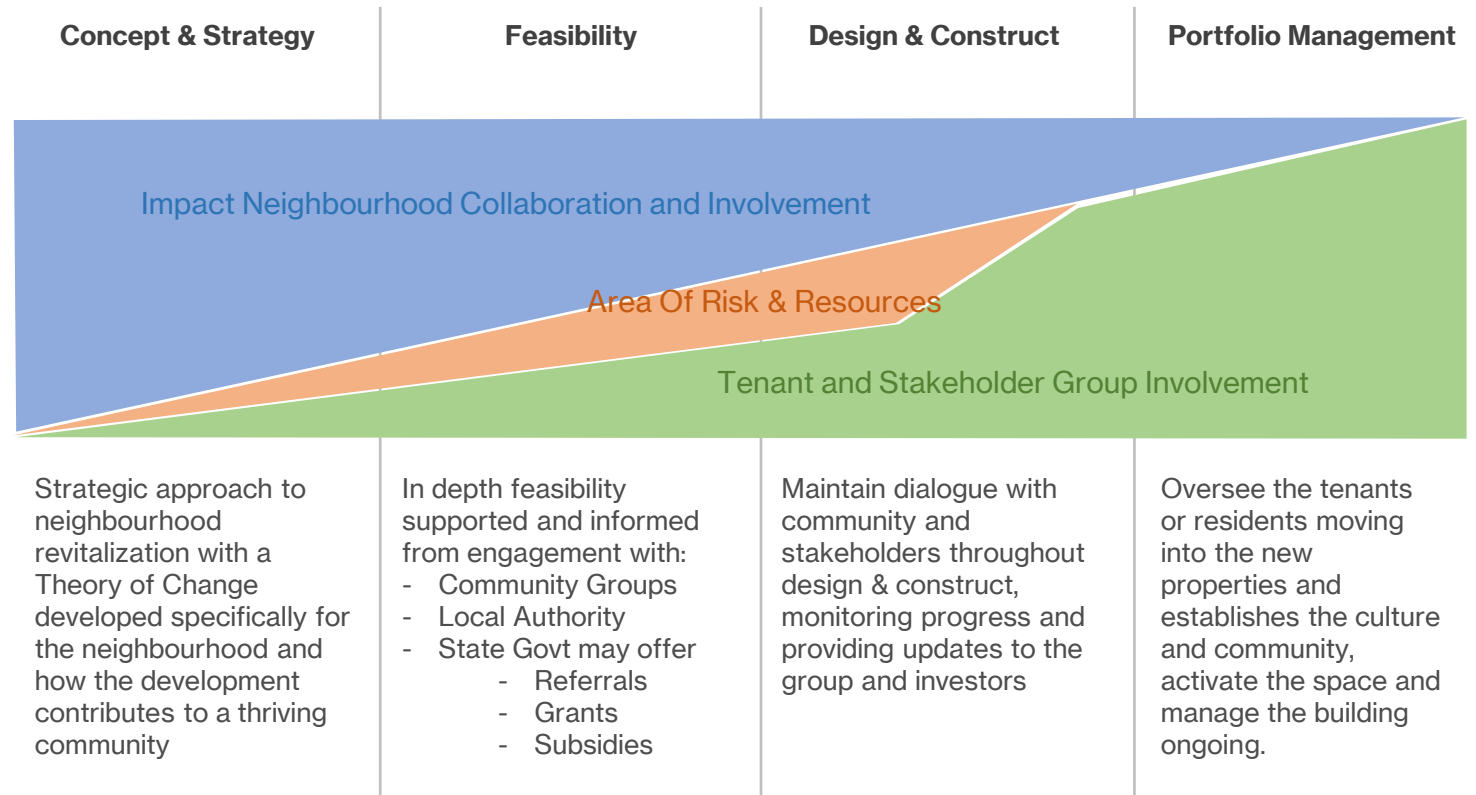 Concept & Strategy
Feasibility
Design & Construct
Portfolio Management
Impact Neighbourhood Collaboration and Involvement
Area Of Risk & Resources
Tenant and Stakeholder Group Involvement
Strategic approach to
neighbourhood
revitalization with a
Theory of Change
developed specifically for
the neighbourhood and
how the development
contributes to a thriving
community
In depth feasibility
supported and informed
from engagement with:
- Community Groups
- Local Authority
- State Govt may offer
- Referrals
- Grants
- Subsidies
Maintain dialogue with
community and
stakeholders throughout
design & construct,
monitoring progress and
providing updates to the
group and investors
Oversee the tenants
or residents moving
into the new
properties and
establishes the culture
and community,
activate the space and
manage the building
ongoing.